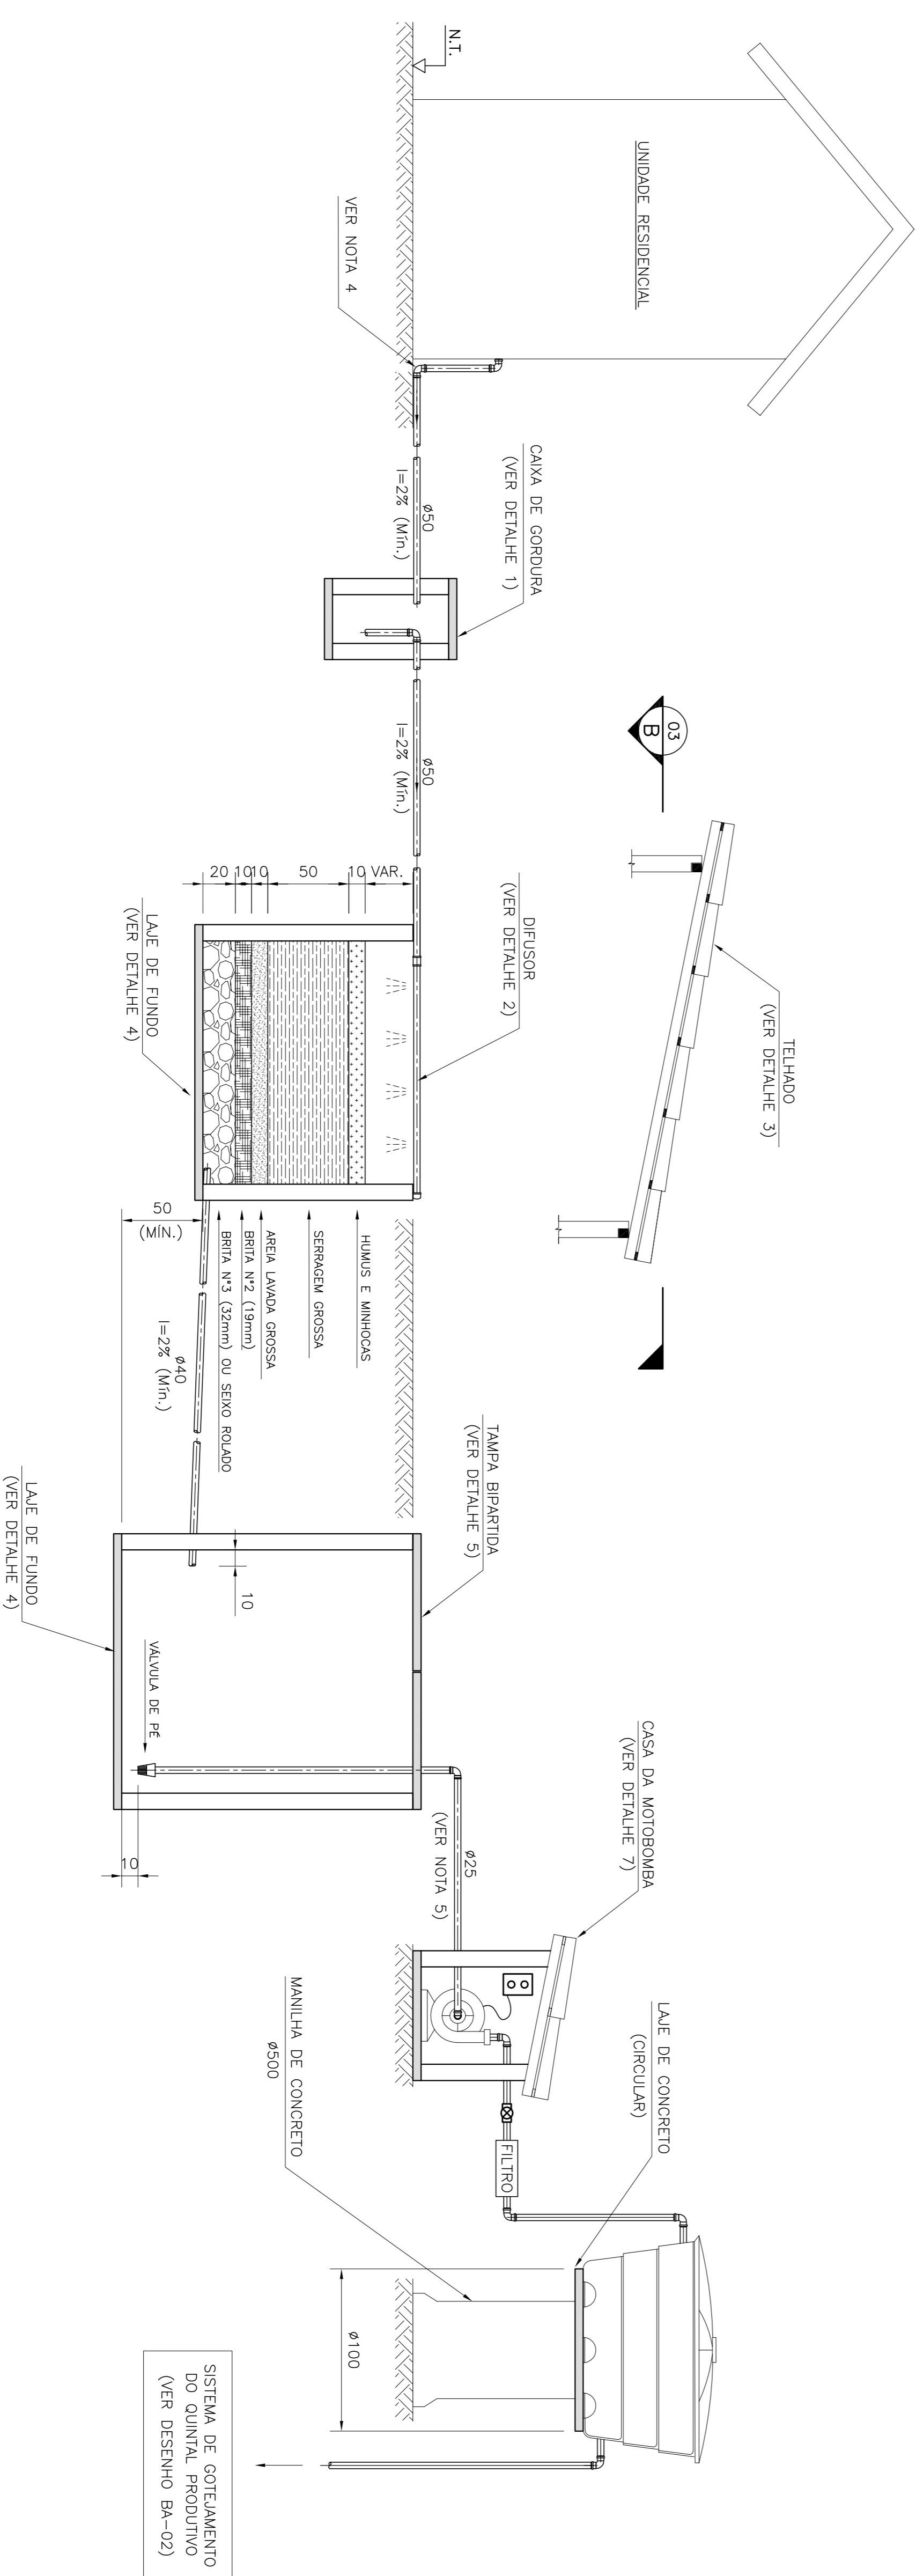 N.T.
UNIDADE RESIDENCIAL
VER NOTA 4
CAIXA DE GORDURA
(VER DETALHE 1)
ø50
I=2% (Mín.)
ø50
I=2% (Mín.)
03
B
TELHADO
(VER DETALHE 3)
DIFUSOR
(VER DETALHE 2)
20
10
10
50
10
VAR.
LAJE DE FUNDO
(VER DETALHE 4)
HUMUS E MINHOCAS
SERRAGEM GROSSA
AREIA LAVADA GROSSA
BRITA N°2 (19mm)
BRITA N°3 (32mm) OU SEIXO ROLADO
50
(MÍN.)
ø40
I=2% (Mín.)
TAMPA BIPARTIDA
(VER DETALHE 5)
10
VÁLVULA DE PÉ
LAJE DE FUNDO
(VER DETALHE 4)
10
ø25
(VER NOTA 5)
CASA DA MOTOBOMBA
(VER DETALHE 7)
LAJE DE CONCRETO
(CIRCULAR)
FILTRO
MANILHA DE CONCRETO
ø500
ø100
SISTEMA DE GOTEJAMENTO
DO QUINTAL PRODUTIVO
(VER DESENHO BA-02)